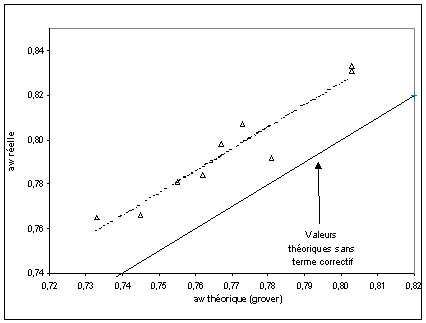 0,84
0,82
0,80
0,78
0,76
0,74
aw réelle
0,72 0,73 0,74 0,75 0,76 0,77 0,78 0,79 0,80 0,81 0,82
aw théorique (grover)
Valeurs
théoriques sans
terme correctif